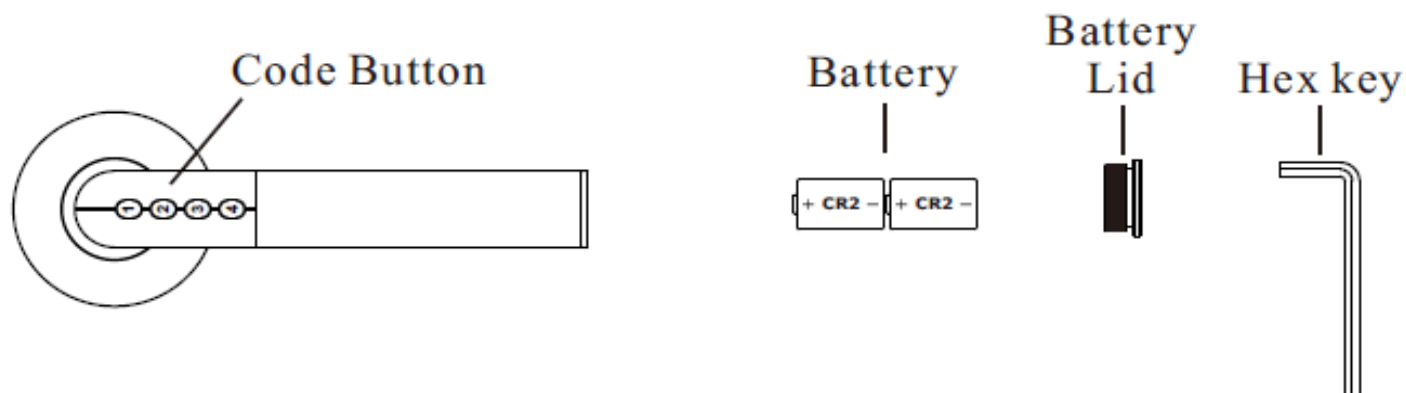 Code Button
Battery
Battery
Lid
Hex key
1 2 3 4
+ CR2 − + CR2 −